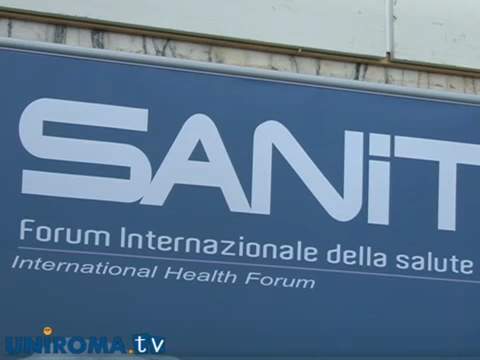 SANiT
Forum Internazionale della salute
International Health Forum
UNIROMA.tv